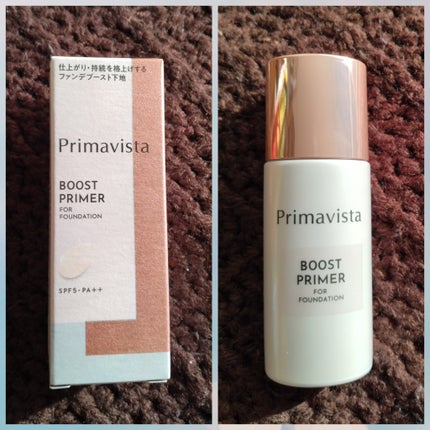 仕上がり・持続を格上げする
ファンデブースト下地
Primavista
BOOST
PRIMER
FOR
FOUNDATION
SPF5・PA++
Primavista
BOOST
PRIMER
FOR
FOUNDATION